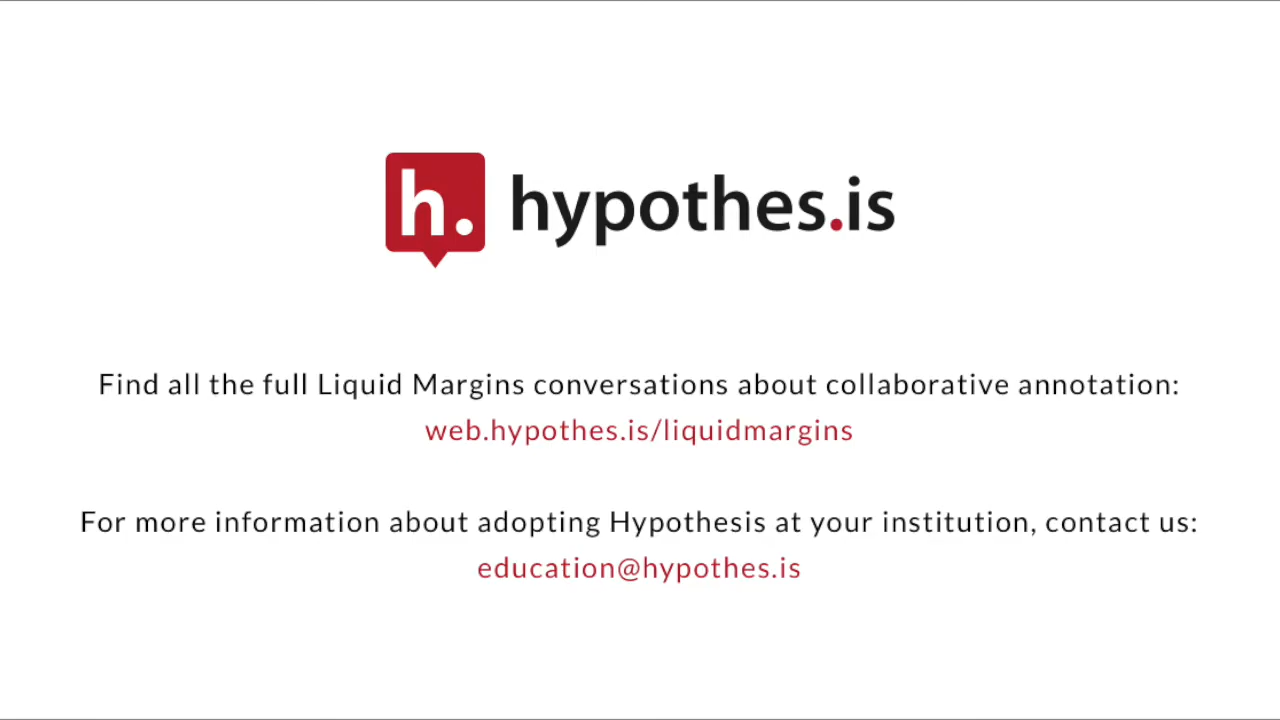 h. hypothes.is
Find all the full Liquid Margins conversations about collaborative annotation:
web.hypothes.is/liquidmargins
For more information about adopting Hypothesis at your institution, contact us:
education@hypothes.is